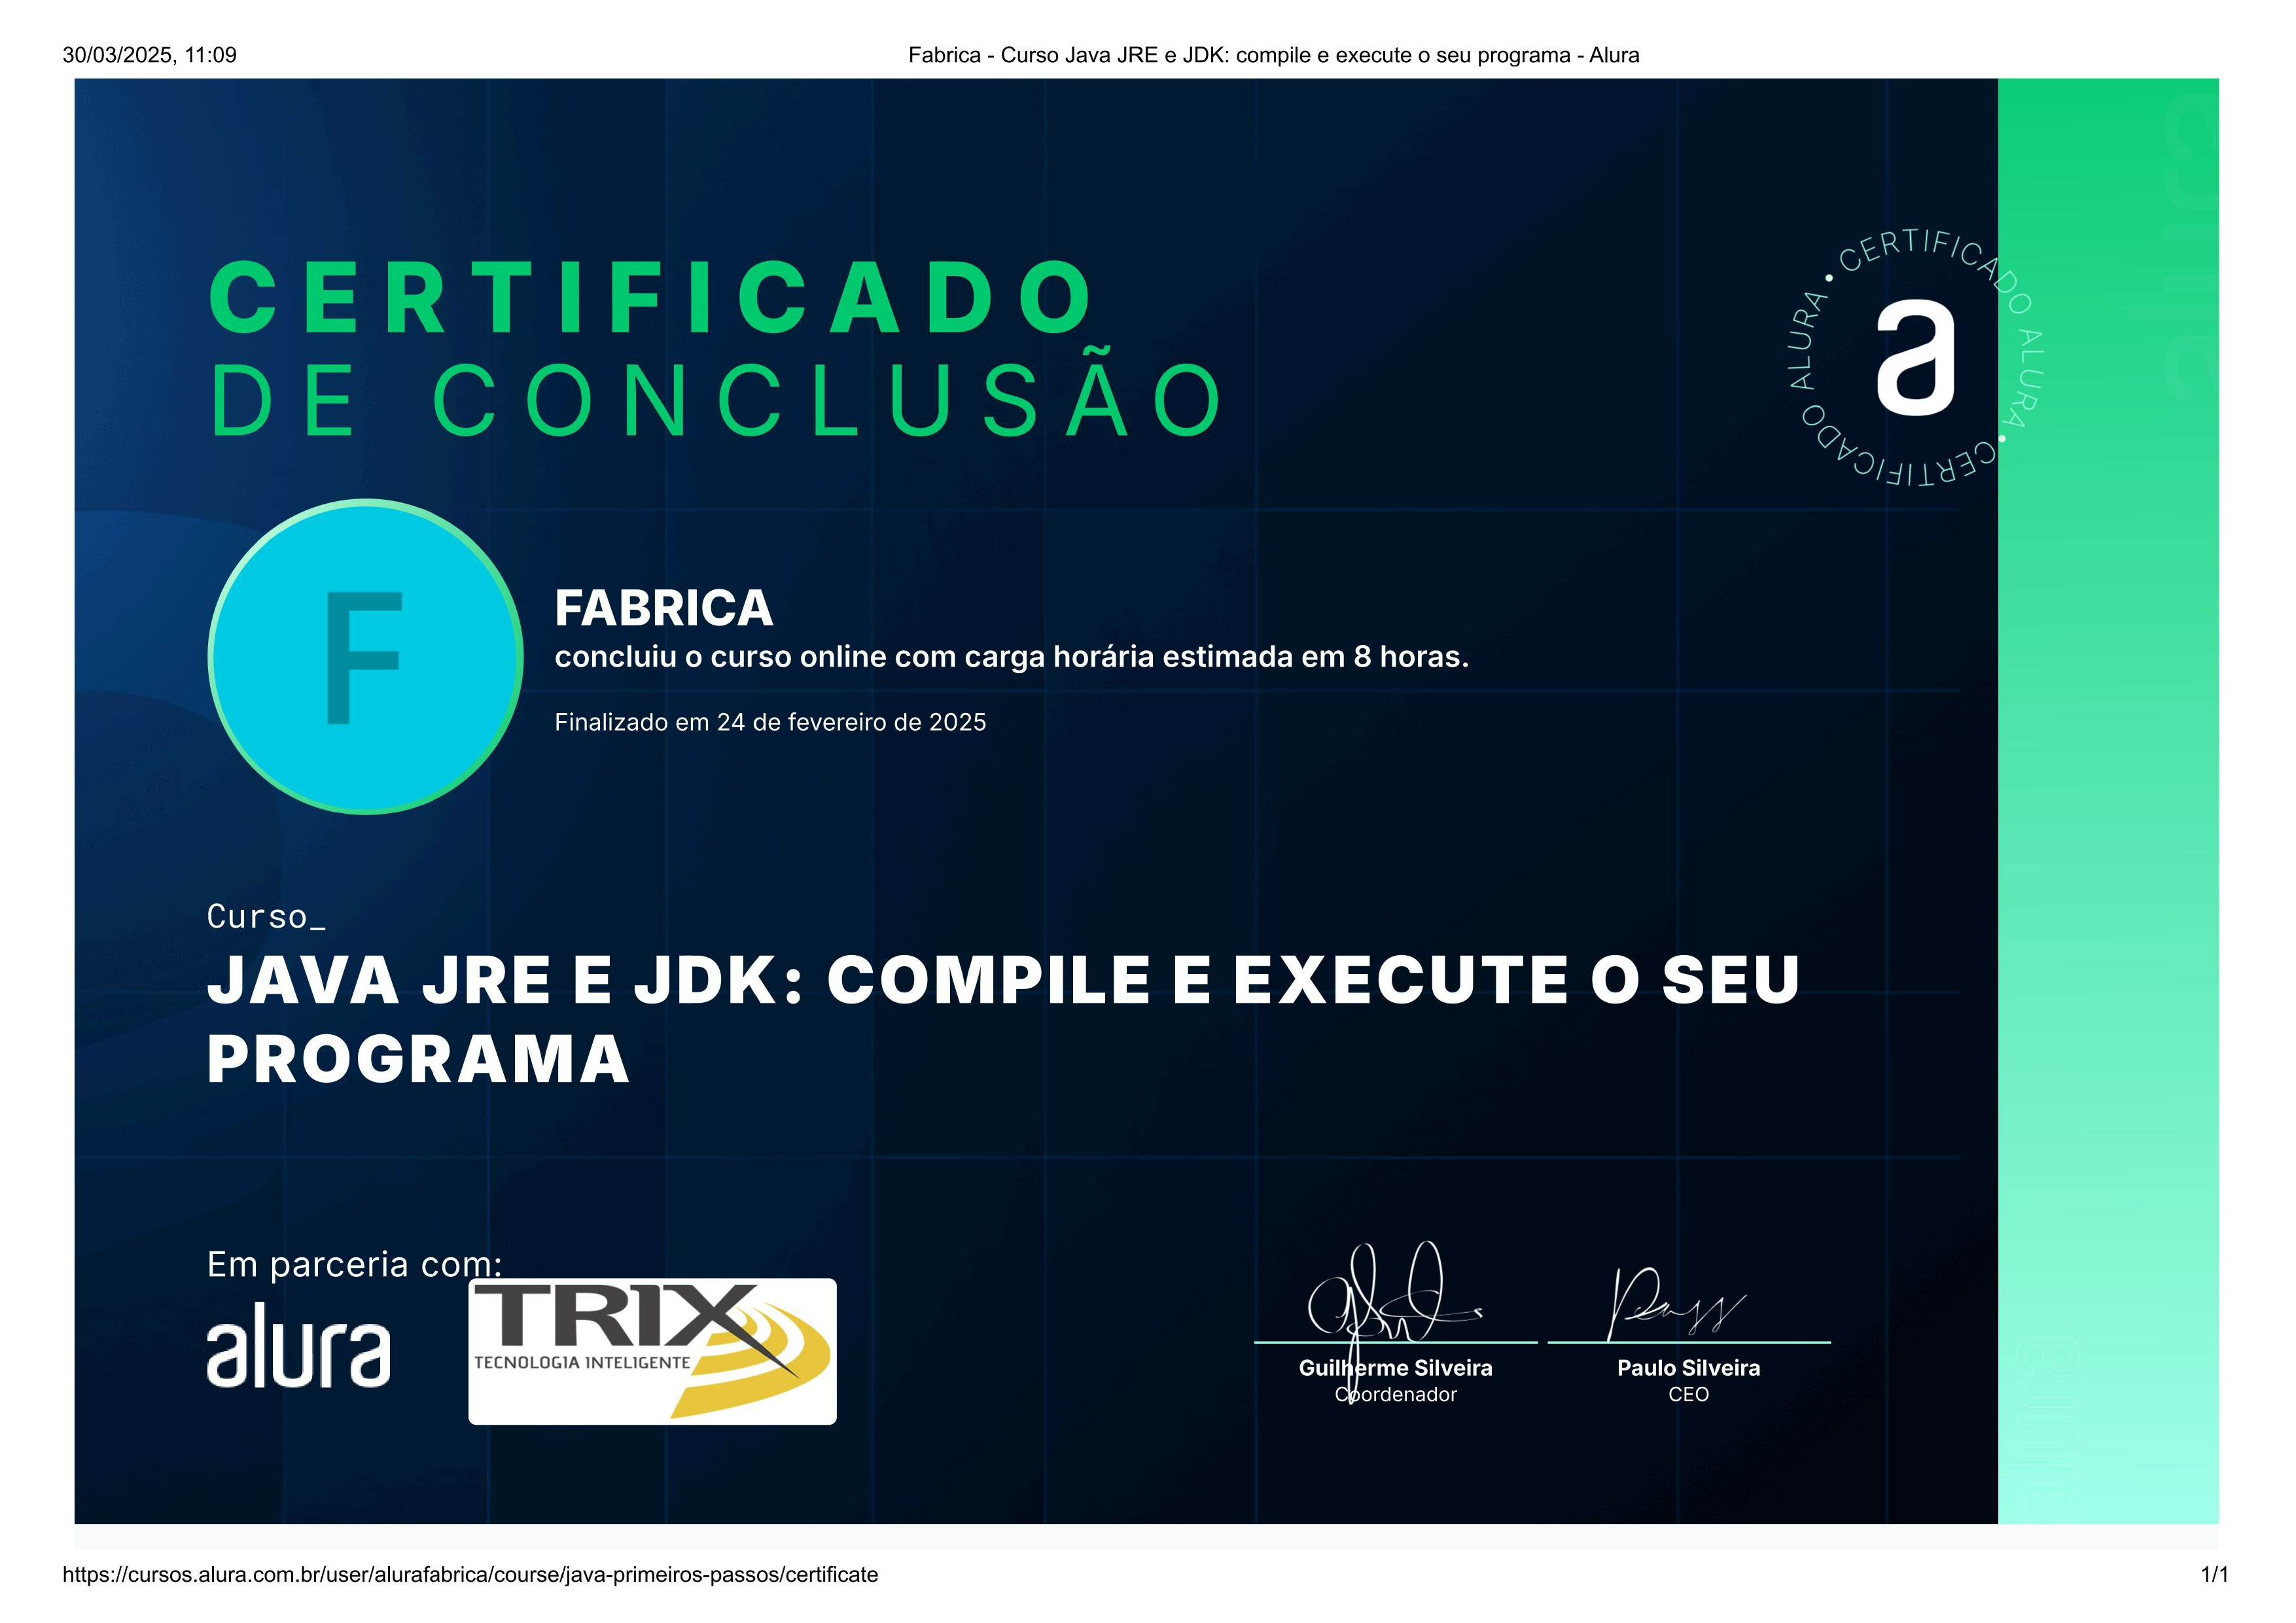 30/03/2025, 11:09
Fabrica - Curso Java JRE e JDK: compile e execute o seu programa - Alura
CERTIFICADO
DE CONCLUSÃO
CERTIFICADO ALURA • CERTIFICADO ALURA •
a
F
FABRICA
concluiu o curso online com carga horária estimada em 8 horas.
Finalizado em 24 de fevereiro de 2025
Curso_
JAVA JRE E JDK: COMPILE E EXECUTE O SEU
PROGRAMA
Em parceria com:
alura
TRIX
TECNOLOGIA INTELIGENTE
Guilherme Silveira
Coordenador
Paulo Silveira
CEO
alura
alura
https://cursos.alura.com.br/user/alurafabrica/course/java-primeiros-passos/certificate
1/1